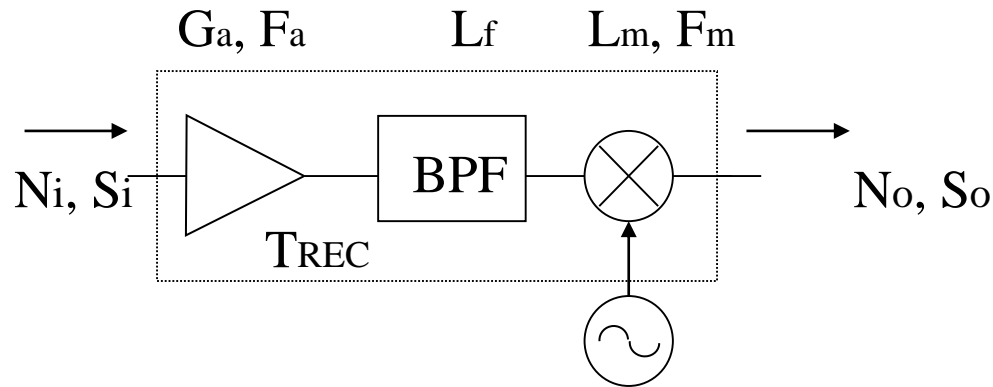 Ga, Fa Lf Lm, Fm
BPF
Ni, Si No, So
TREC